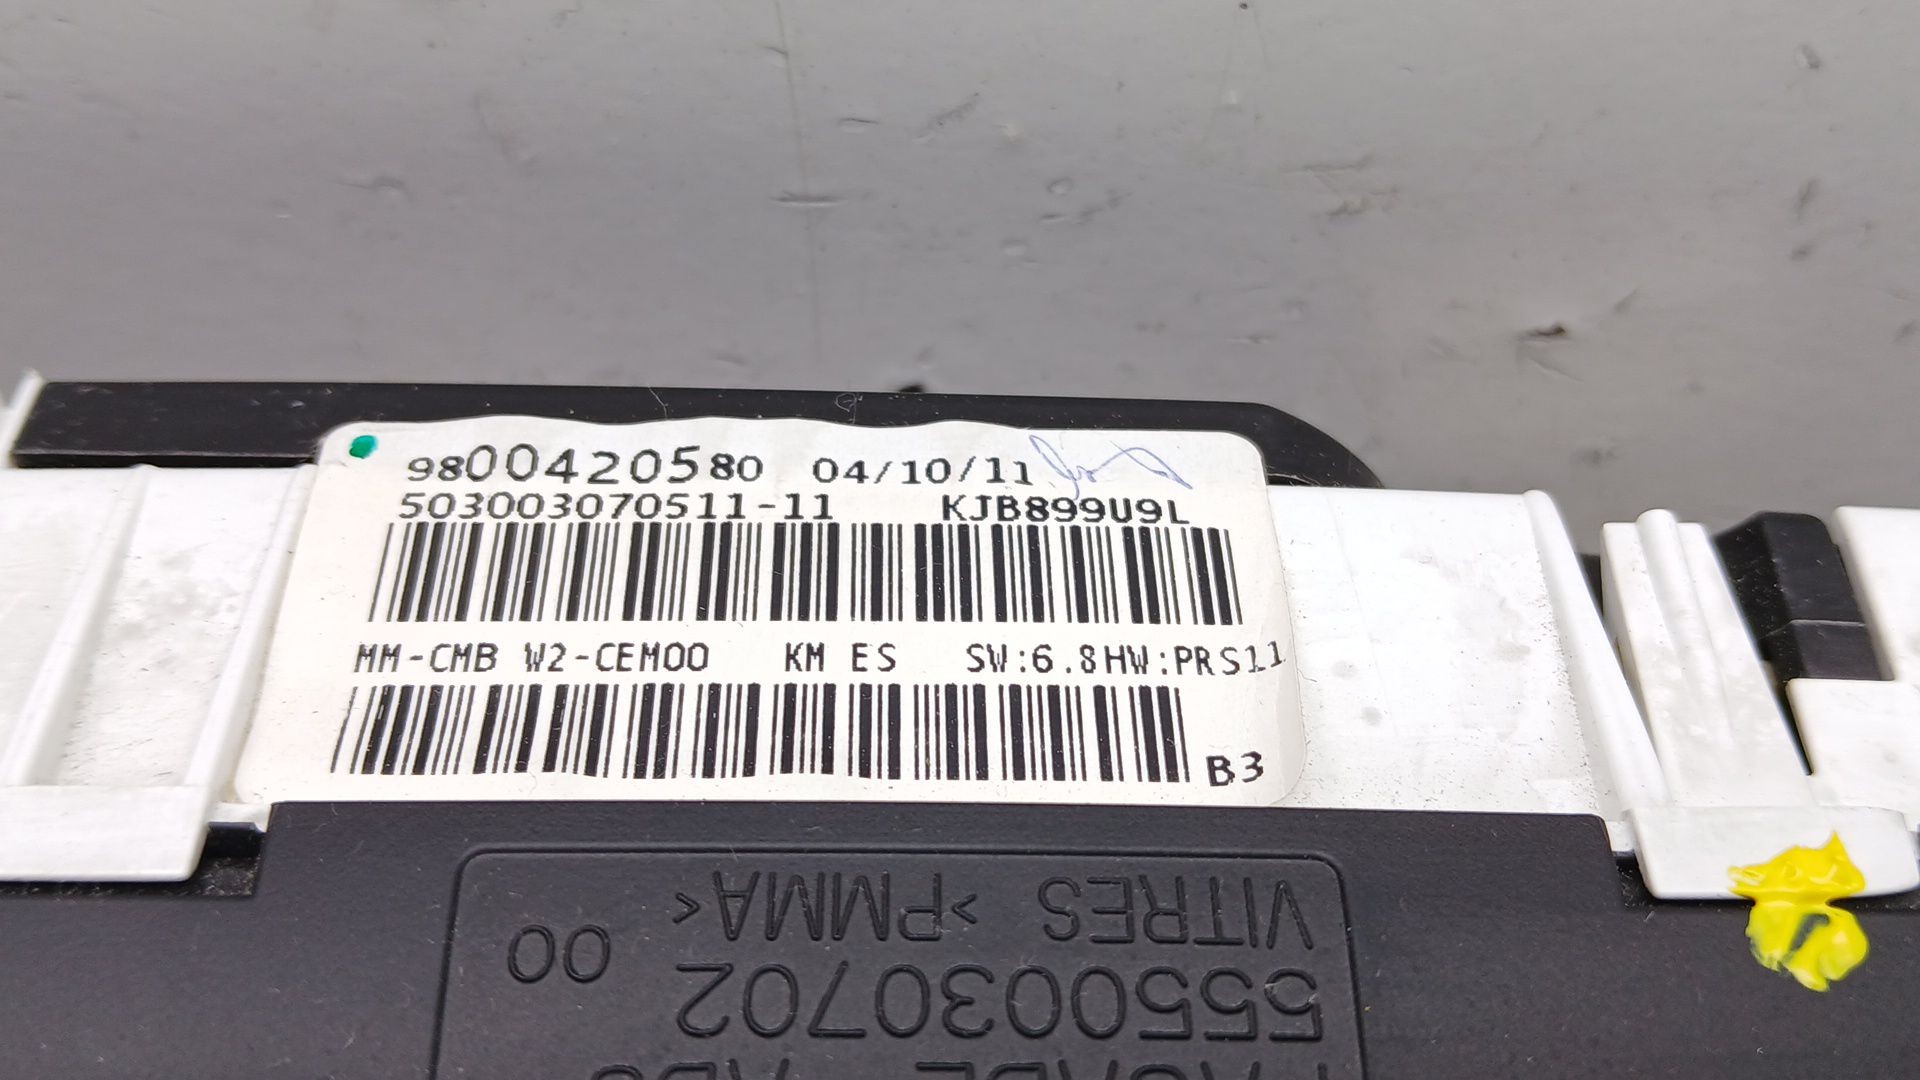 9800420580 04/10/11
503003070511-11 KJB899U9L
MM-CMB W2-CEM00 KM ES SW:6.8HW:PRS11
B3
VITRES >PMMA<
5550030702 00